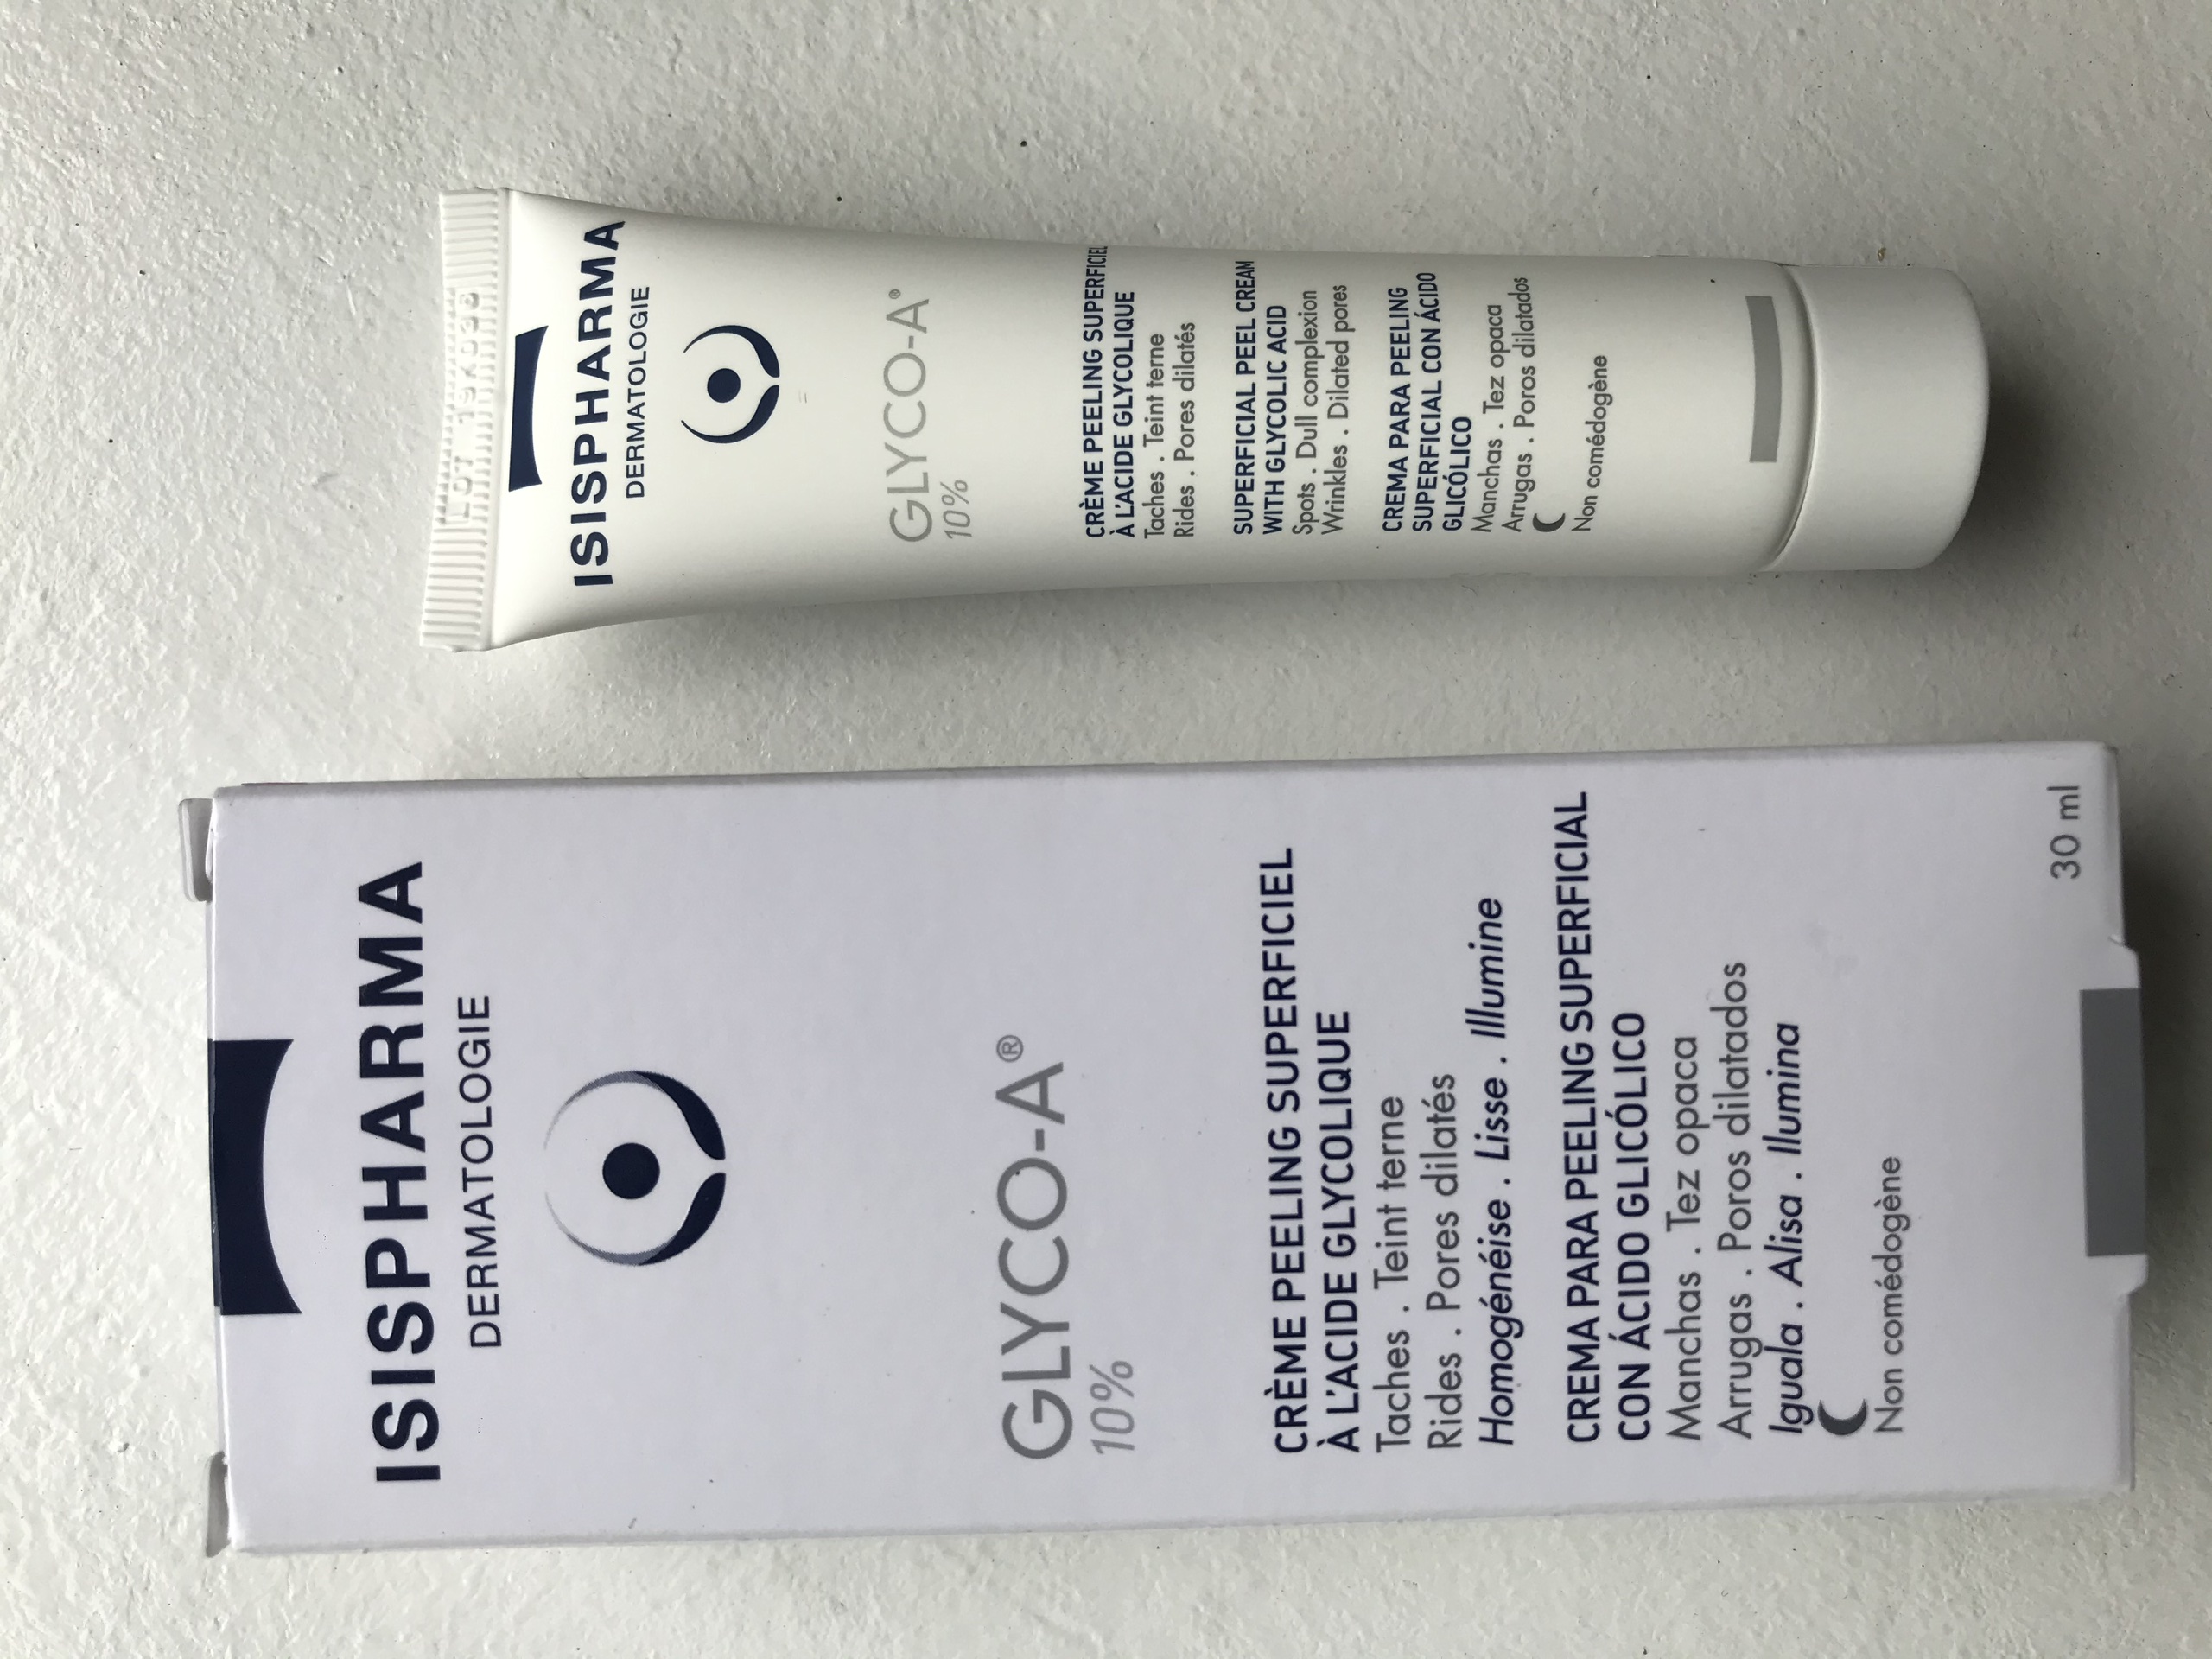 ISISPHARMA
DERMATOLOGIE
GLYCO-A®
10%
CRÈME PEELING SUPERFICIEL
À L'ACIDE GLYCOLIQUE
Taches . Teint terne
Rides . Pores dilatés
SUPERFICIAL PEEL CREAM
WITH GLYCOLIC ACID
Spots . Dull complexion
Wrinkles . Dilated pores
CREMA PARA PEELING
SUPERFICIAL CON ÁCIDO
GLICÓLICO
Manchas . Tez opaca
Arrugas . Poros dilatados
Non comédogène
ISISPHARMA
DERMATOLOGIE
GLYCO-A®
10%
CRÈME PEELING SUPERFICIEL
À L'ACIDE GLYCOLIQUE
Taches . Teint terne
Rides . Pores dilatés
Homogénéise . Lisse . Illumine
CREMA PARA PEELING SUPERFICIAL
CON ÁCIDO GLICÓLICO
Manchas . Tez opaca
Arrugas . Poros dilatados
Iguala . Alisa . Ilumina
Non comédogène
30 ml